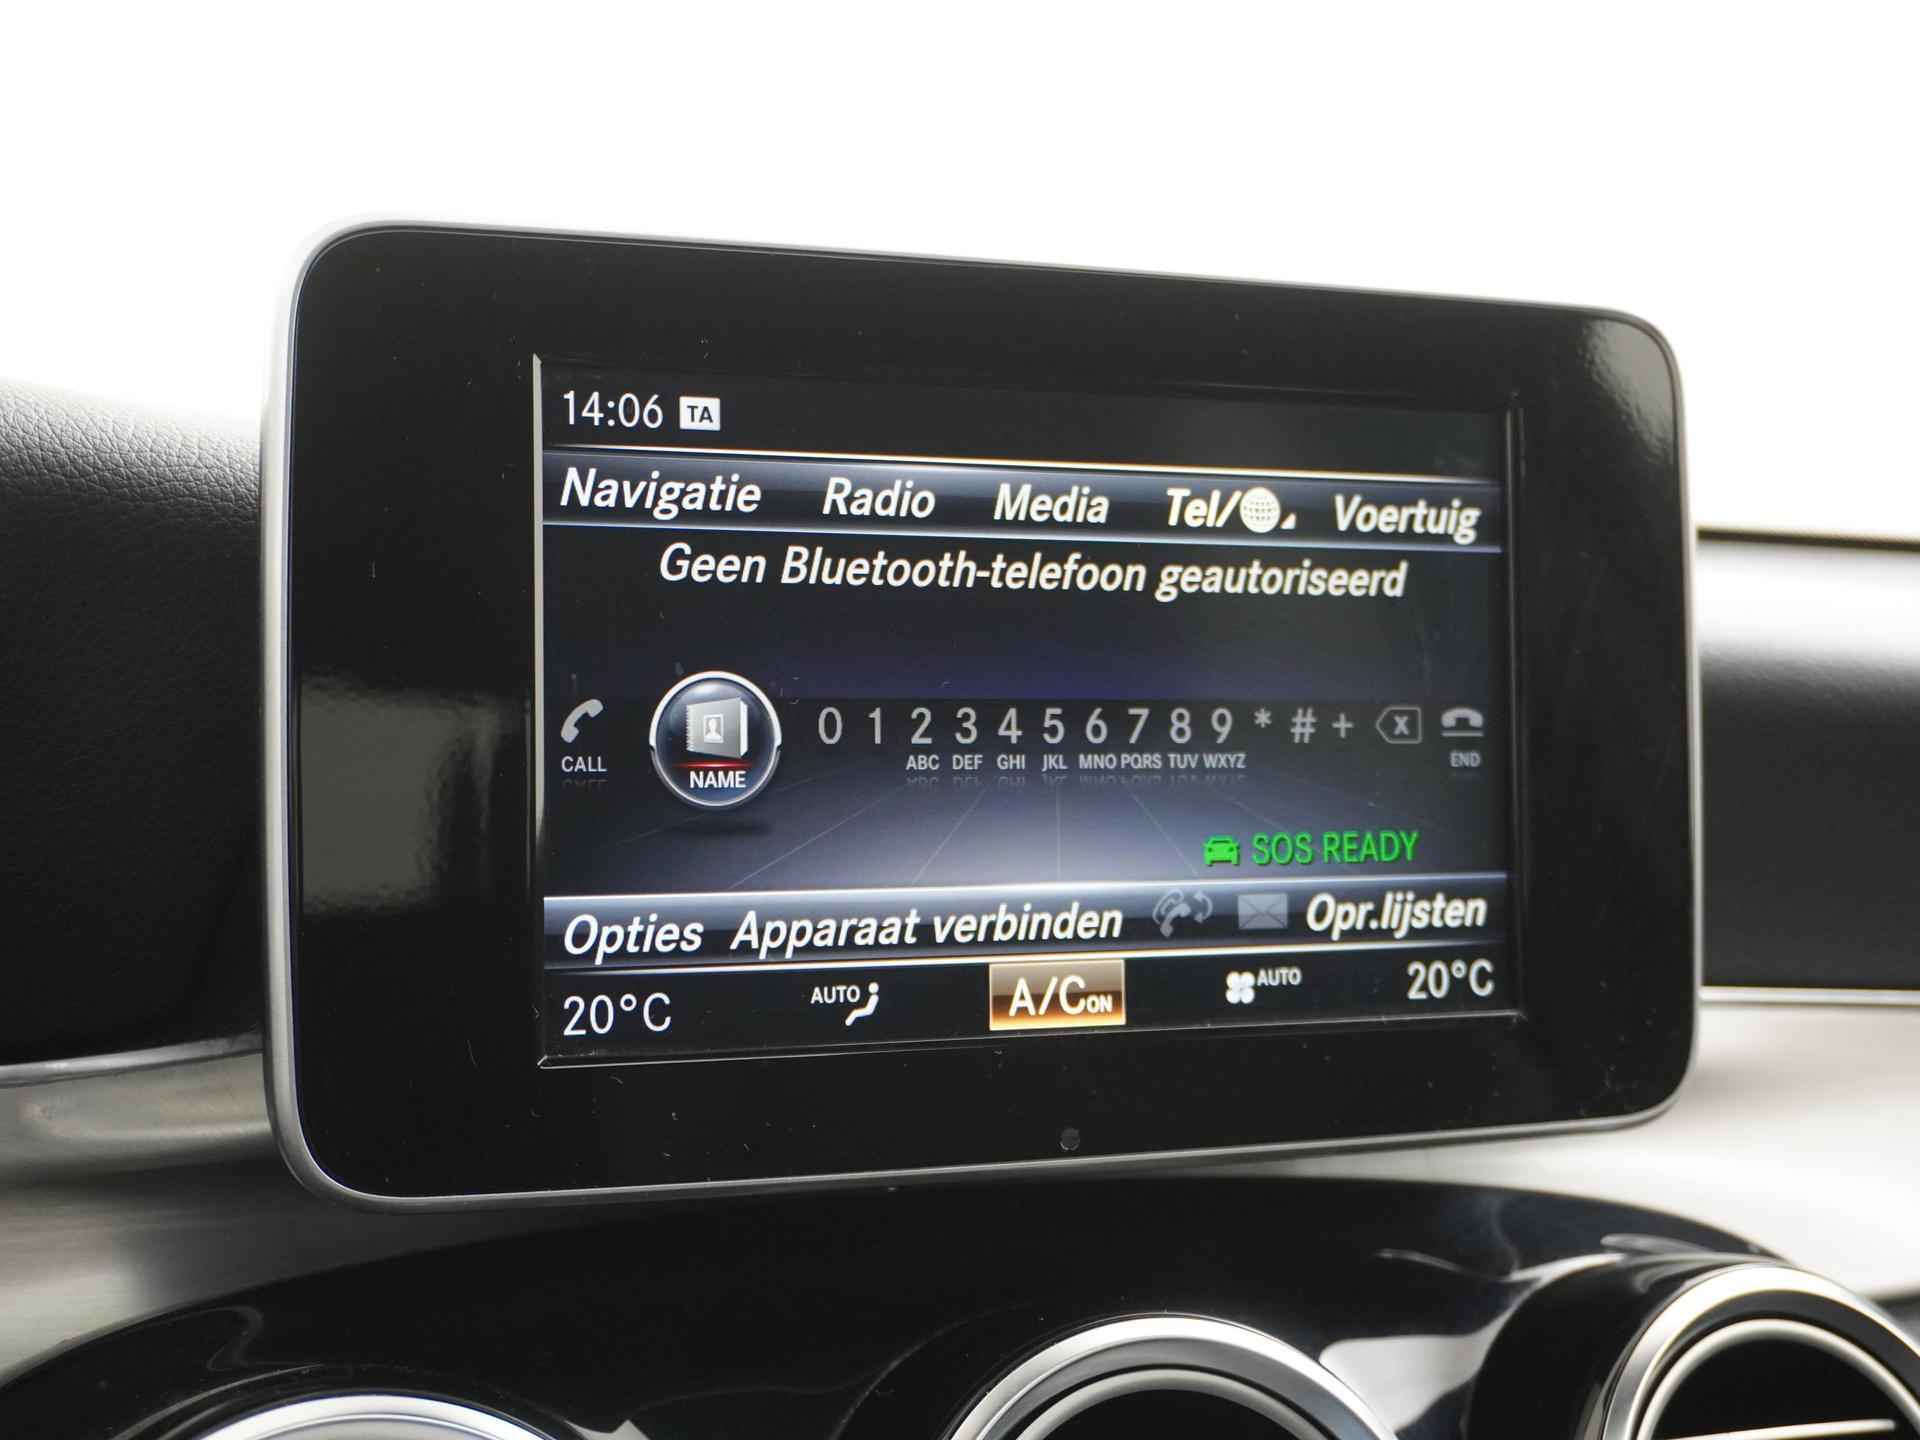 14:06 TA
Navigatie Radio Media Tel/ Voertuig
Geen Bluetooth-telefoon geautoriseerd
0 1 2 3 4 5 6 7 8 9 * # + x
CALL NAME ABC DEF GHI JKL MNO PQRS TUV WXYZ END
SOS READY
Opties Apparaat verbinden Opr.lijsten
20°C AUTO A/C ON AUTO 20°C